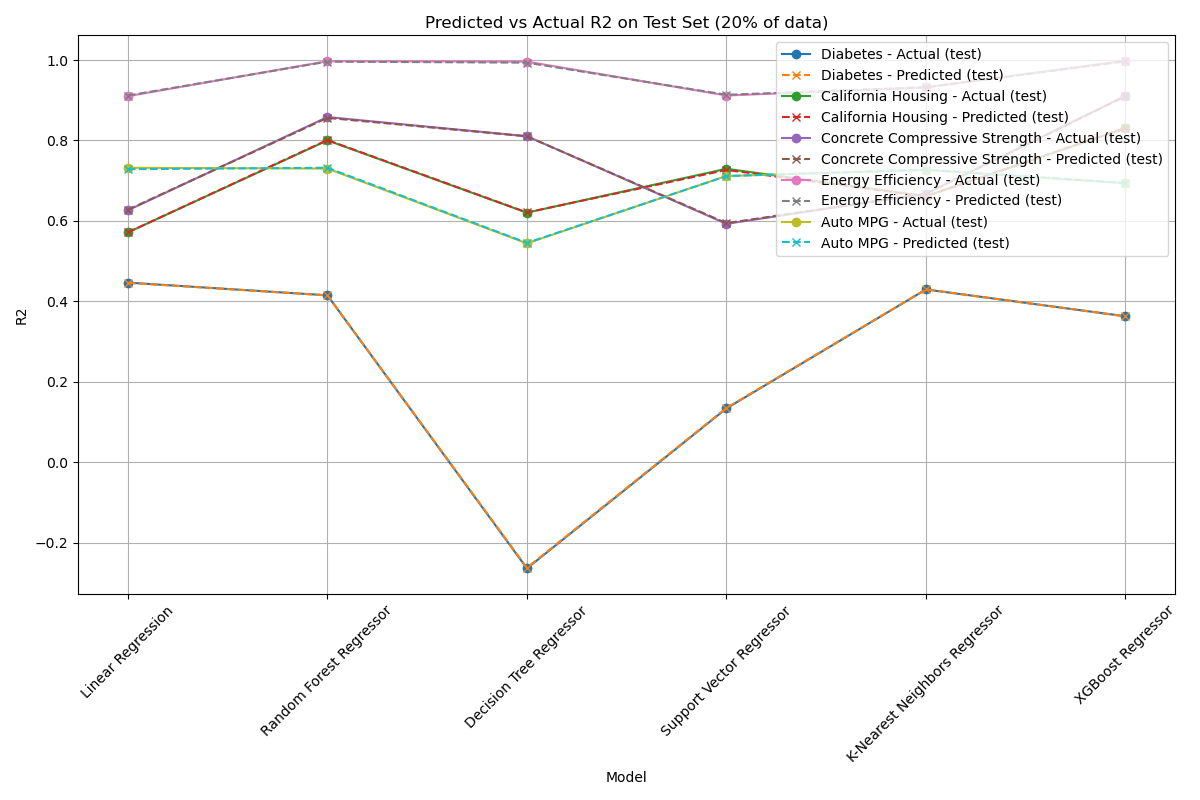 Predicted vs Actual R2 on Test Set (20% of data)
Diabetes - Actual (test)
Diabetes - Predicted (test)
California Housing - Actual (test)
California Housing - Predicted (test)
Concrete Compressive Strength - Actual (test)
Concrete Compressive Strength - Predicted (test)
Energy Efficiency - Actual (test)
Energy Efficiency - Predicted (test)
Auto MPG - Actual (test)
Auto MPG - Predicted (test)
R2
1.0
0.8
0.6
0.4
0.2
0.0
−0.2
Linear Regression
Random Forest Regressor
Decision Tree Regressor
Support Vector Regressor
K-Nearest Neighbors Regressor
XGBoost Regressor
Model